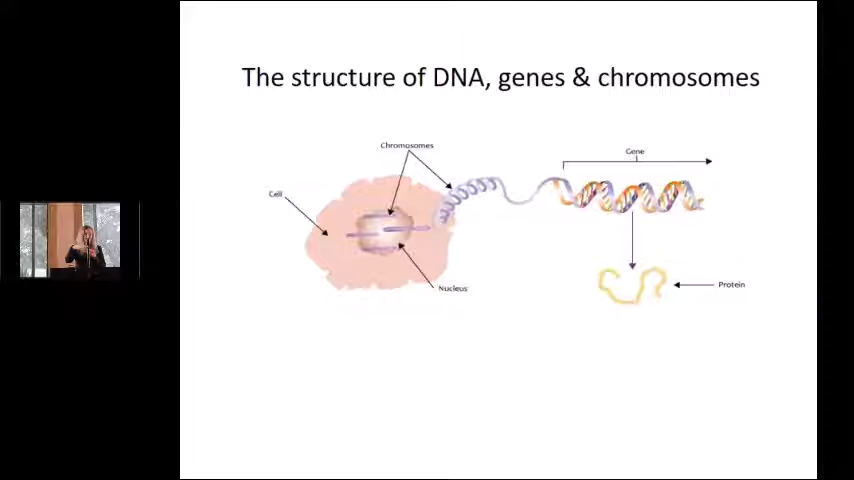 The structure of DNA, genes & chromosomes
Chromosomes
Gene
Cell
Nucleus
Protein